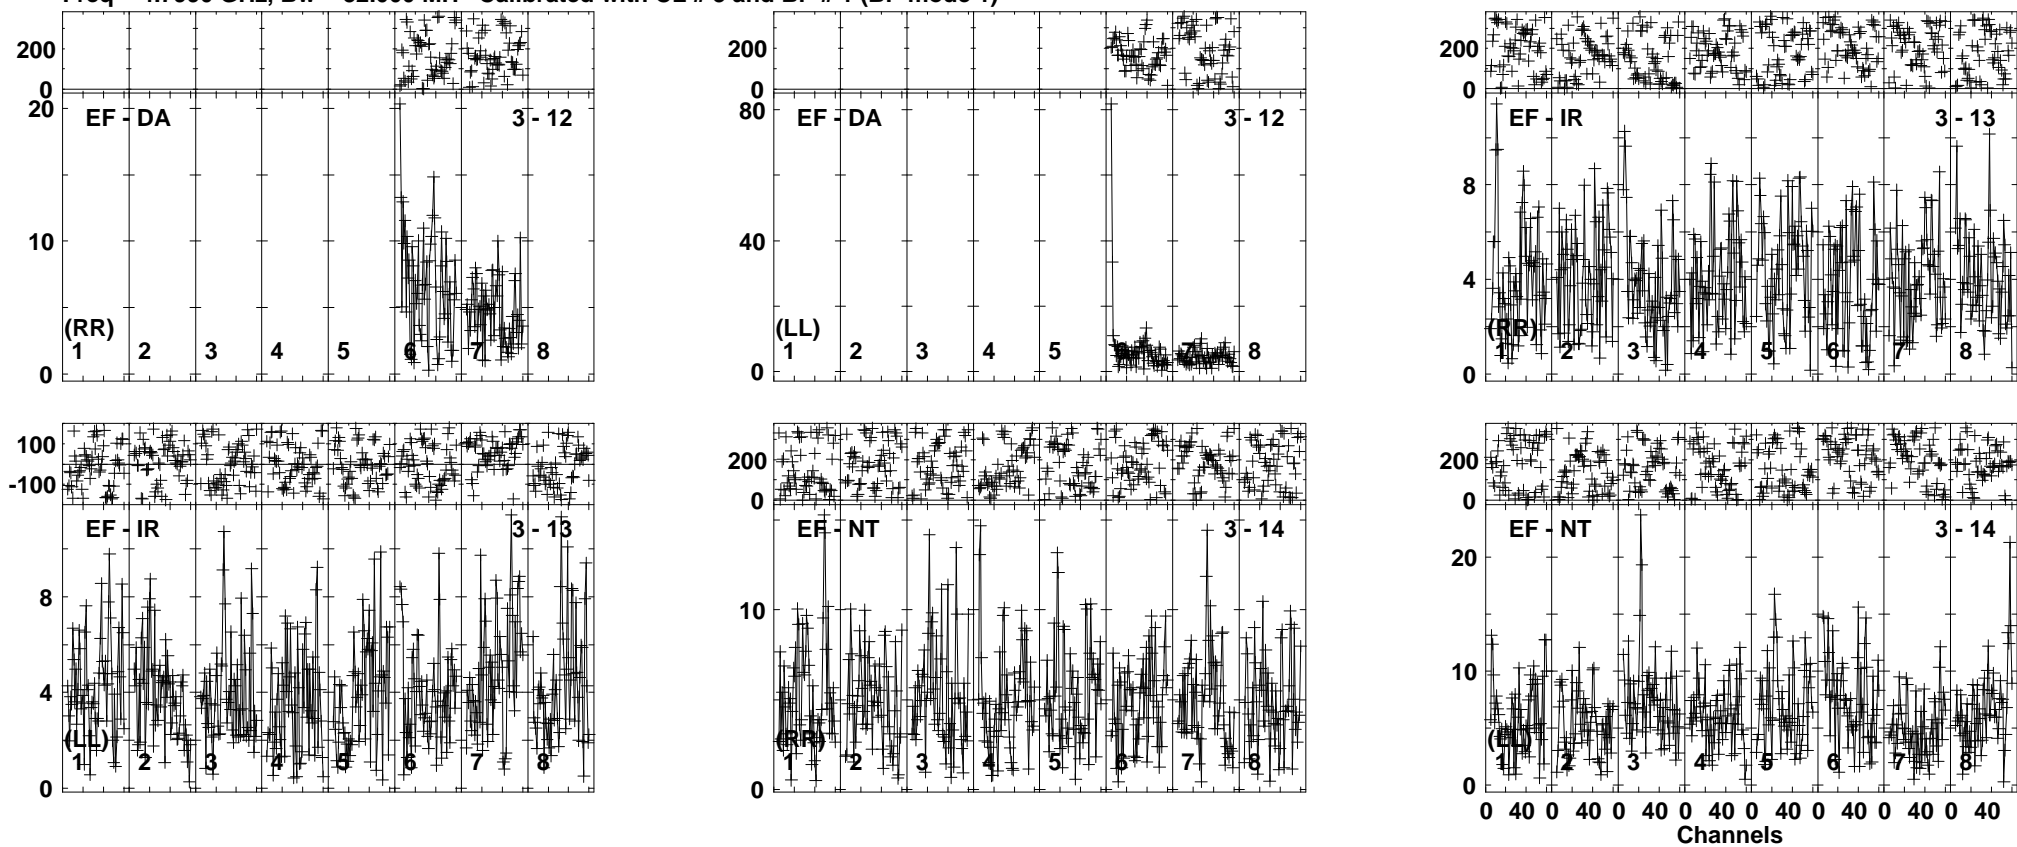 200
0
20
10
0
EF - DA
3 - 12
(RR)
1 2 3 4 5 6 7 8
200
0
80
40
0
EF - DA
3 - 12
(LL)
1 2 3 4 5 6 7 8
200
0
8
4
0
EF - IR
3 - 13
(RR)
1 2 3 4 5 6 7 8
100
-100
8
4
0
EF - IR
3 - 13
(LL)
1 2 3 4 5 6 7 8
200
0
10
0
EF - NT
3 - 14
(RR)
1 2 3 4 5 6 7 8
200
0
20
10
0
EF - NT
3 - 14
(LL)
1 2 3 4 5 6 7 8
0 40 0 40 0 40 0 40 0 40 0 40 0 40 0 40
Channels